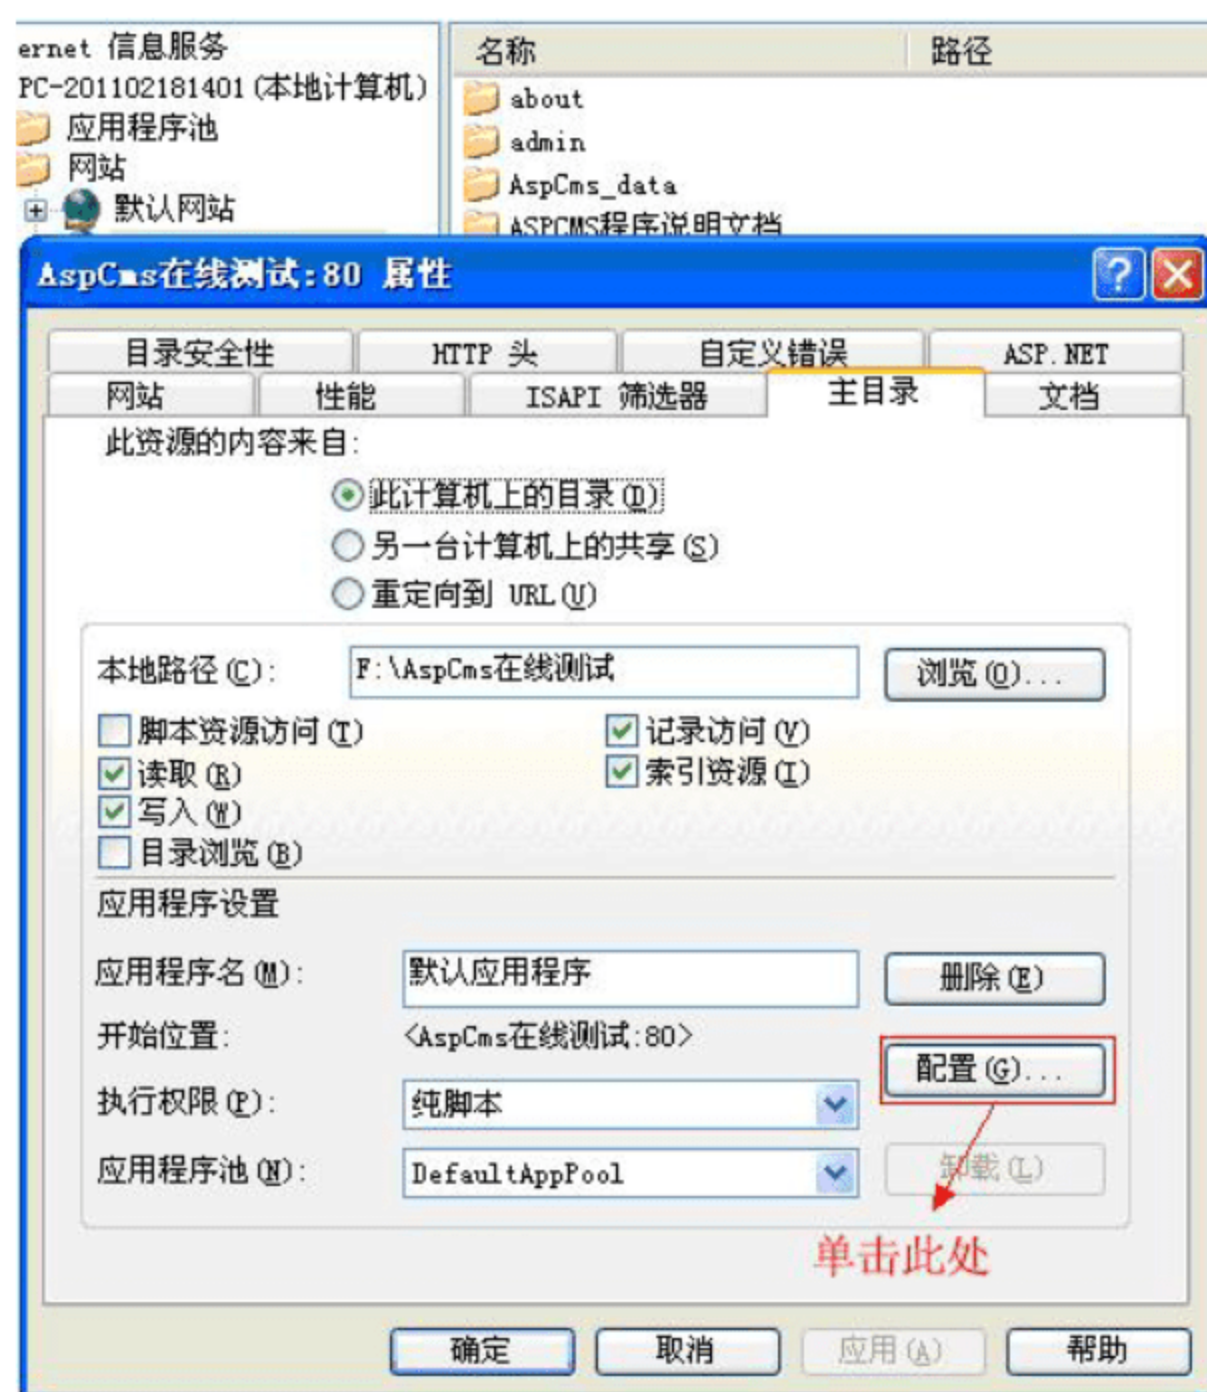 ernet 信息服务
PC-201102181401(本地计算机)
应用程序池
网站
默认网站
名称 路径
about
admin
AspCms_data
ASPCMS程序说明文档
AspCms在线测试:80 属性
目录安全性 HTTP 头 自定义错误 ASP.NET
网站 性能 ISAPI 筛选器 主目录 文档
此资源的内容来自:
此计算机上的目录(D)
另一台计算机上的共享(S)
重定向到 URL(U)
本地路径(C): F:\AspCms在线测试 浏览(O)...
脚本资源访问(T) 记录访问(V)
读取(R) 索引资源(I)
写入(W)
目录浏览(B)
应用程序设置
应用程序名(M): 默认应用程序 删除(E)
开始位置: <AspCms在线测试:80>
配置(G)...
执行权限(P): 纯脚本
应用程序池(N): DefaultAppPool 卸载(L)
单击此处
确定 取消 应用(A) 帮助